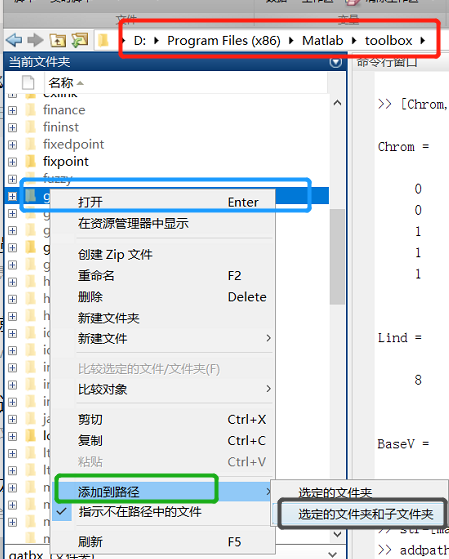 文件
变量
D: Program Files (x86) Matlab toolbox
当前文件夹
命令行窗口
名称
exlink
finance
fininst
fixedpoint
fixpoint
fuzzy
打开 Enter
在资源管理器中显示
创建 Zip 文件
重命名 F2
删除 Delete
新建文件夹
新建文件
比较选定的文件/文件夹(F)
比较对象
剪切 Ctrl+X
复制 Ctrl+C
粘贴 Ctrl+V
添加到路径
指示不在路径中的文件
刷新 F5
选定的文件夹
选定的文件夹和子文件夹
gatbx (文件夹)
>> [Chrom,
Chrom =
0
0
1
1
1
Lind =
8
BaseV =
>> str=[ma
>> addpath